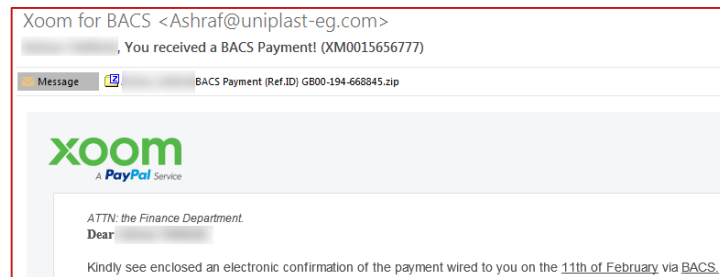 Xoom for BACS <Ashraf@uniplast-eg.com>
, You received a BACS Payment! (XM0015656777)
Message BACS Payment (Ref.ID) GB00-194-668845.zip
xoom
A PayPal Service
ATTN: the Finance Department.
Dear
Kindly see enclosed an electronic confirmation of the payment wired to you on the 11th of February via BACS.